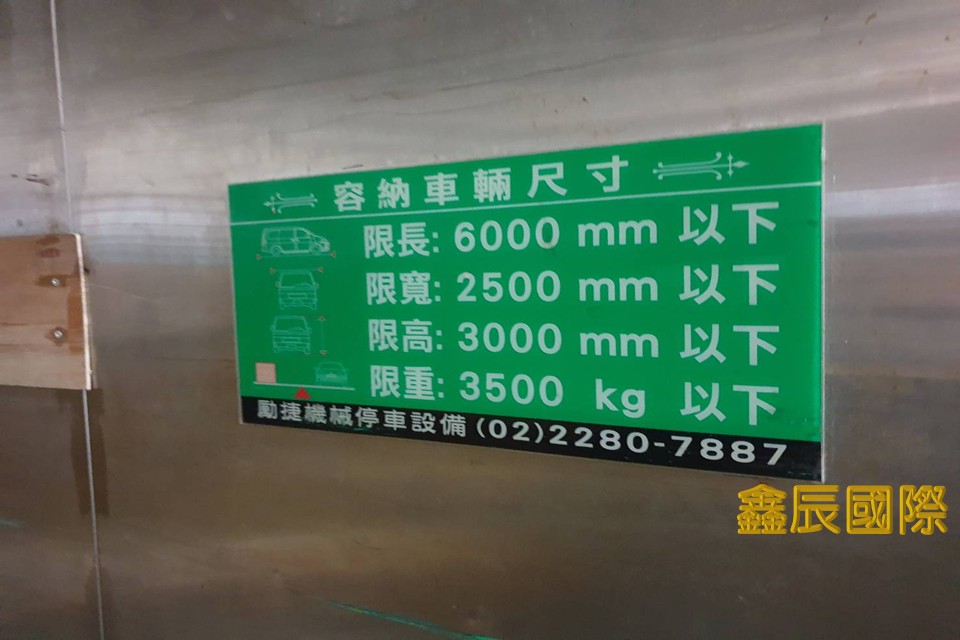 容納車輛尺寸
限長: 6000 mm 以下
限寬: 2500 mm 以下
限高: 3000 mm 以下
限重: 3500 kg 以下
勵捷機械停車設備 (02)2280-7887
鑫辰國際